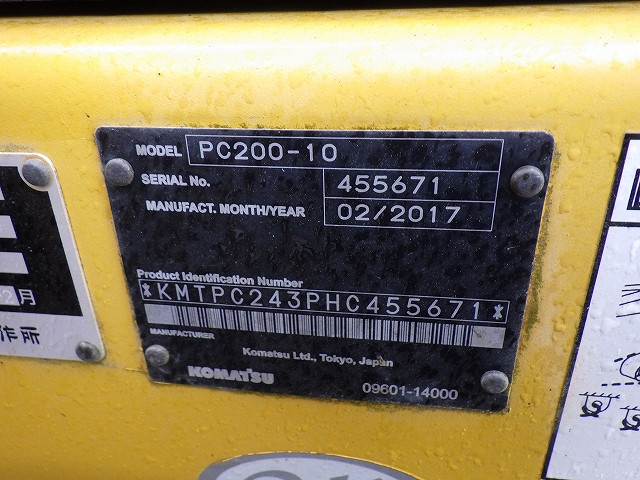 MODEL PC200-10
SERIAL No. 455671
MANUFACT. MONTH/YEAR 02/2017
Product Identification Number
*KMTPC243PHC455671*
MANUFACTURER
Komatsu Ltd., Tokyo, Japan
KOMATSU
09601-14000
2月
作所